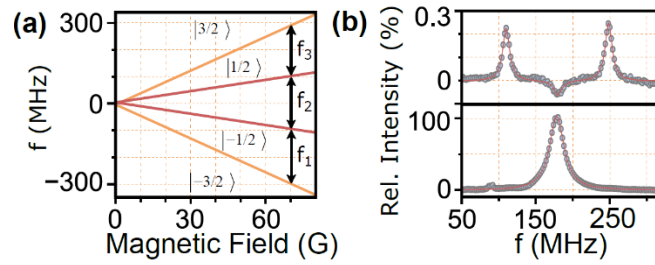 (a)
300
0
−300
f (MHz)
|3/2⟩
|1/2⟩
|−1/2⟩
|−3/2⟩
f₃
f₂
f₁
0 30 60
Magnetic Field (G)
(b)
0.3
0
100
0
Rel. Intensity (%)
50 150 250
f (MHz)